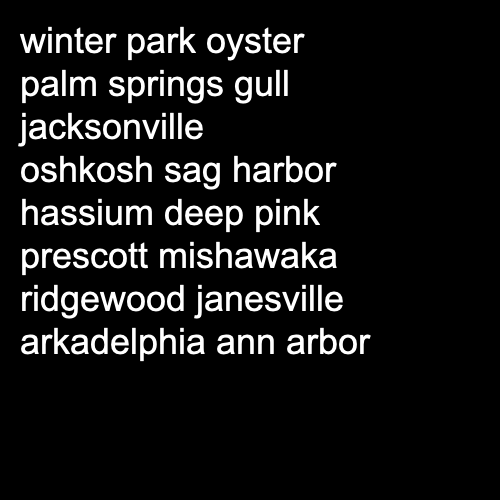 winter park oyster
palm springs gull
jacksonville
oshkosh sag harbor
hassium deep pink
prescott mishawaka
ridgewood janesville
arkadelphia ann arbor